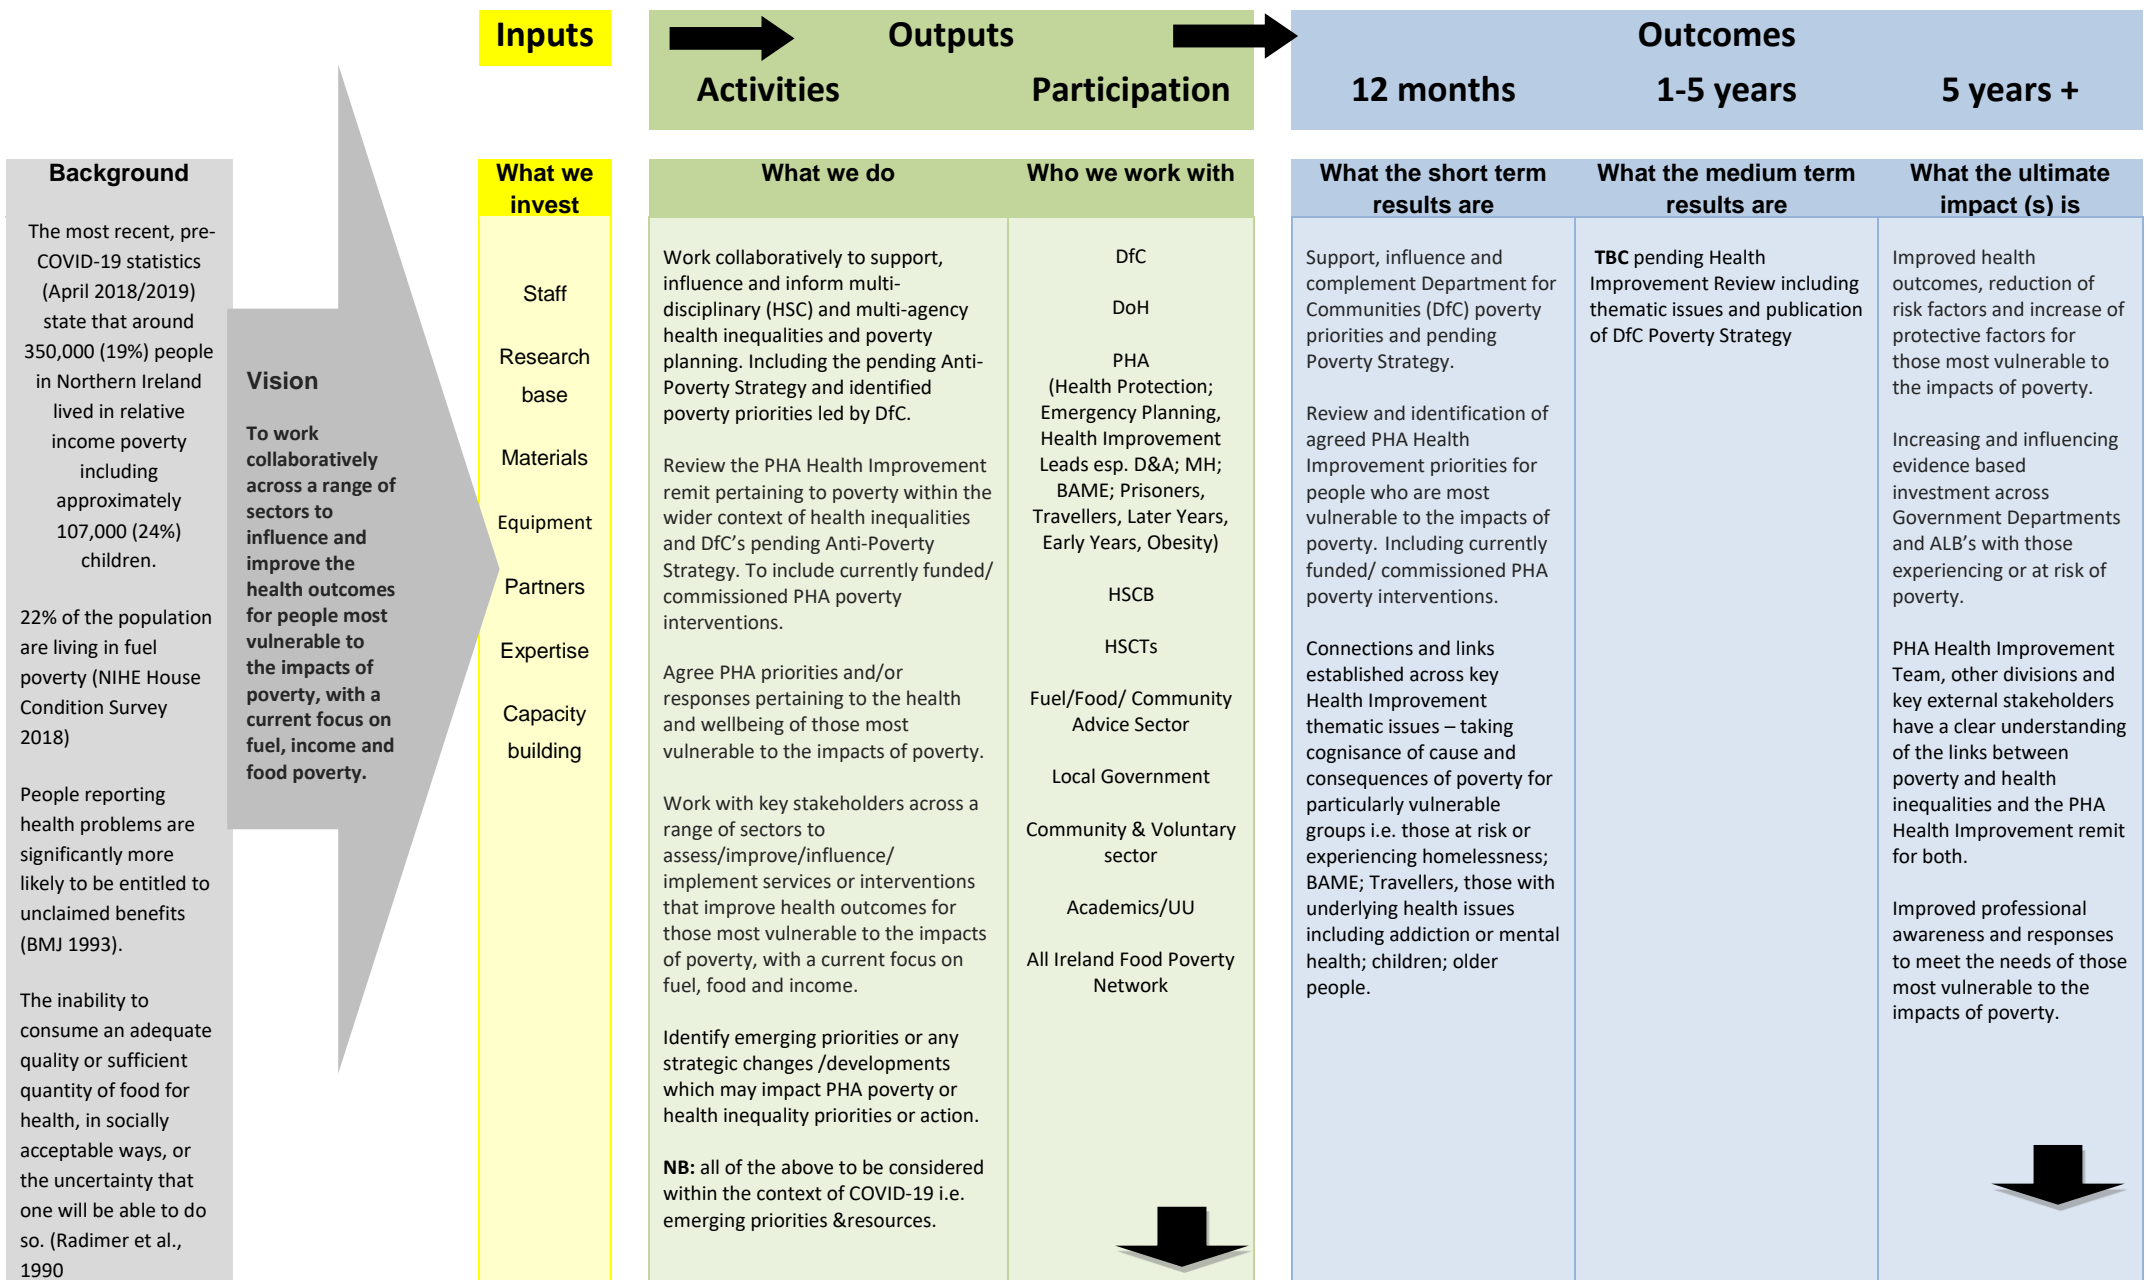 Inputs
Outputs
Activities
Participation
Outcomes
12 months
1-5 years
5 years +
Background
The most recent, pre-
COVID-19 statistics
(April 2018/2019)
state that around
350,000 (19%) people
in Northern Ireland
lived in relative
income poverty
including
approximately
107,000 (24%)
children.
22% of the population
are living in fuel
poverty (NIHE House
Condition Survey
2018)
People reporting
health problems are
significantly more
likely to be entitled to
unclaimed benefits
(BMJ 1993).
The inability to
consume an adequate
quality or sufficient
quantity of food for
health, in socially
acceptable ways, or
the uncertainty that
one will be able to do
so. (Radimer et al.,
1990
Vision
To work
collaboratively
across a range of
sectors to
influence and
improve the
health outcomes
for people most
vulnerable to
the impacts of
poverty, with a
current focus on
fuel, income and
food poverty.
What we
invest
Staff
Research
base
Materials
Equipment
Partners
Expertise
Capacity
building
What we do
Work collaboratively to support,
influence and inform multi-
disciplinary (HSC) and multi-agency
health inequalities and poverty
planning. Including the pending Anti-
Poverty Strategy and identified
poverty priorities led by DfC.
Review the PHA Health Improvement
remit pertaining to poverty within the
wider context of health inequalities
and DfC's pending Anti-Poverty
Strategy. To include currently funded/
commissioned PHA poverty
interventions.
Agree PHA priorities and/or
responses pertaining to the health
and wellbeing of those most
vulnerable to the impacts of poverty.
Work with key stakeholders across a
range of sectors to
assess/improve/influence/
implement services or interventions
that improve health outcomes for
those most vulnerable to the impacts
of poverty, with a current focus on
fuel, food and income.
Identify emerging priorities or any
strategic changes /developments
which may impact PHA poverty or
health inequality priorities or action.
NB: all of the above to be considered
within the context of COVID-19 i.e.
emerging priorities &resources.
Who we work with
DfC
DoH
PHA
(Health Protection;
Emergency Planning,
Health Improvement
Leads esp. D&A; MH;
BAME; Prisoners,
Travellers, Later Years,
Early Years, Obesity)
HSCB
HSCTs
Fuel/Food/ Community
Advice Sector
Local Government
Community & Voluntary
sector
Academics/UU
All Ireland Food Poverty
Network
What the short term
results are
Support, influence and
complement Department for
Communities (DfC) poverty
priorities and pending
Poverty Strategy.
Review and identification of
agreed PHA Health
Improvement priorities for
people who are most
vulnerable to the impacts of
poverty. Including currently
funded/ commissioned PHA
poverty interventions.
Connections and links
established across key
Health Improvement
thematic issues – taking
cognisance of cause and
consequences of poverty for
particularly vulnerable
groups i.e. those at risk or
experiencing homelessness;
BAME; Travellers, those with
underlying health issues
including addiction or mental
health; children; older
people.
What the medium term
results are
TBC pending Health
Improvement Review including
thematic issues and publication
of DfC Poverty Strategy
What the ultimate
impact (s) is
Improved health
outcomes, reduction of
risk factors and increase of
protective factors for
those most vulnerable to
the impacts of poverty.
Increasing and influencing
evidence based
investment across
Government Departments
and ALB's with those
experiencing or at risk of
poverty.
PHA Health Improvement
Team, other divisions and
key external stakeholders
have a clear understanding
of the links between
poverty and health
inequalities and the PHA
Health Improvement remit
for both.
Improved professional
awareness and responses
to meet the needs of those
most vulnerable to the
impacts of poverty.